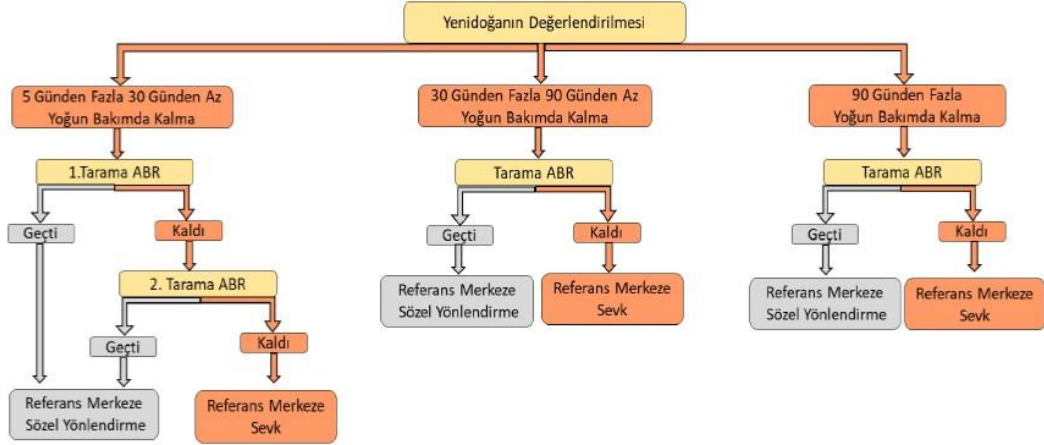 Yenidoğanın Değerlendirilmesi
5 Günden Fazla 30 Günden Az
Yoğun Bakımda Kalma
1.Tarama ABR
Geçti
Kaldı
2. Tarama ABR
Geçti
Kaldı
Referans Merkeze
Sözel Yönlendirme
Referans Merkeze
Sevk
30 Günden Fazla 90 Günden Az
Yoğun Bakımda Kalma
Tarama ABR
Geçti
Kaldı
Referans Merkeze
Sözel Yönlendirme
Referans Merkeze
Sevk
90 Günden Fazla
Yoğun Bakımda Kalma
Tarama ABR
Geçti
Kaldı
Referans Merkeze
Sözel Yönlendirme
Referans Merkeze
Sevk